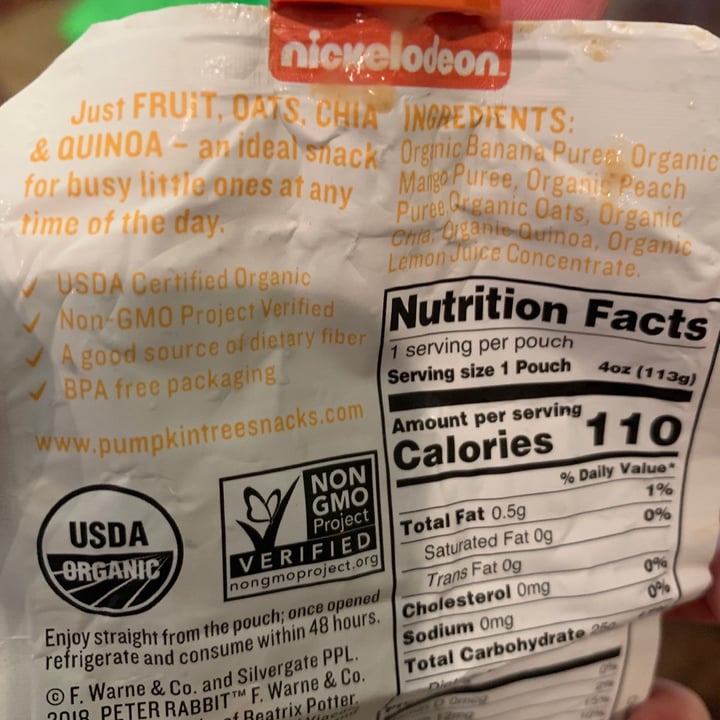 nickelodeon
Just FRUiT, OATS, CHIA
& QUINOA – an ideal snack
for busy little ones at any
time of the day.
✓ USDA Certified Organic
✓ Non-GMO Project Verified
✓ A good source of dietary fiber
✓ BPA free packaging
www.pumpkintreesnacks.com
USDA
ORGANIC
NON
GMO
Project
VERIFIED
nongmoproject.org
Enjoy straight from the pouch; once opened
refrigerate and consume within 48 hours.
© F. Warne & Co. and Silvergate PPL.
2018. PETER RABBIT™ F. Warne & Co.
of Beatrix Potter.
INGREDIENTS:
Organic Banana Puree, Organic
Mango Puree, Organic Peach
Puree, Organic Oats, Organic
Chia, Organic Quinoa, Organic
Lemon Juice Concentrate.
Nutrition Facts
1 serving per pouch
Serving size 1 Pouch 4oz (113g)
Amount per serving
Calories 110
% Daily Value*
Total Fat 0.5g 1%
Saturated Fat 0g 0%
Trans Fat 0g
Cholesterol 0mg 0%
Sodium 0mg 0%
Total Carbohydrate 25g